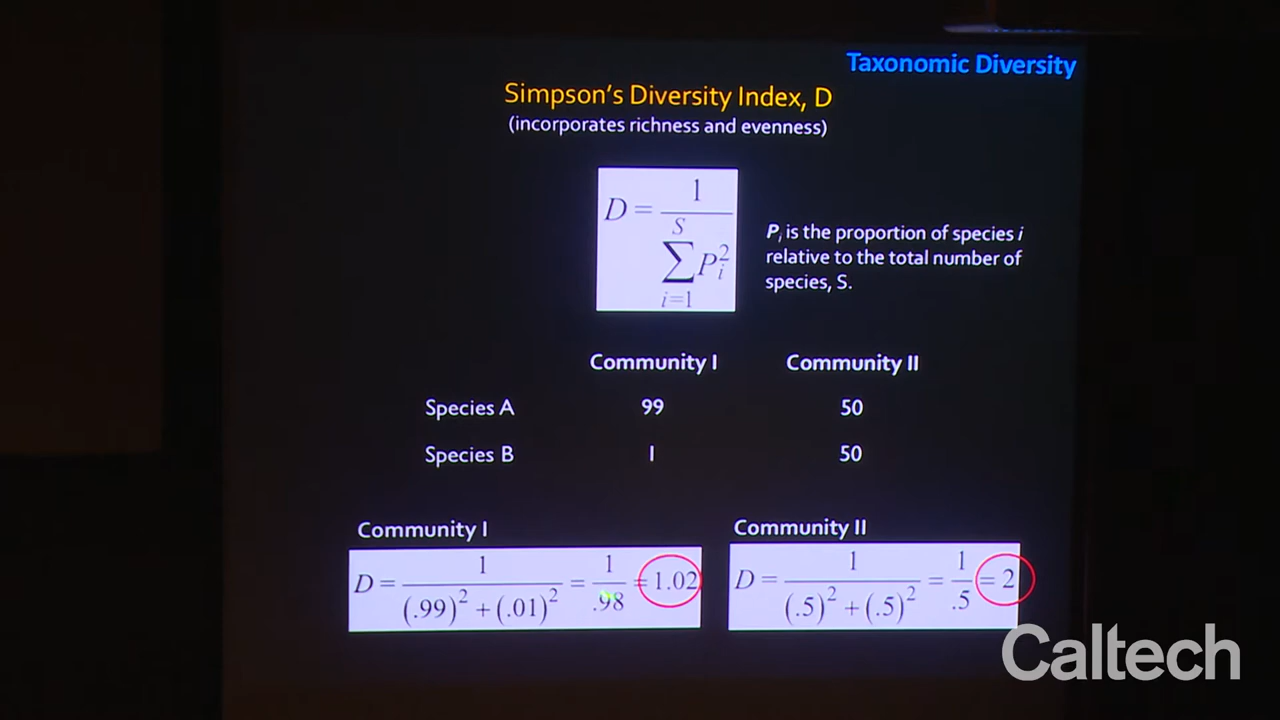 Taxonomic Diversity
Simpson's Diversity Index, D
(incorporates richness and evenness)
D = 1 / ∑_{i=1}^{S} P_i^2
P_i is the proportion of species i
relative to the total number of
species, S.
Community I Community II
Species A 99 50
Species B 1 50
Community I
D = 1 / ((.99)^2 + (.01)^2) = 1 / .98 = 1.02
Community II
D = 1 / ((.5)^2 + (.5)^2) = 1 / .5 = 2
Caltech